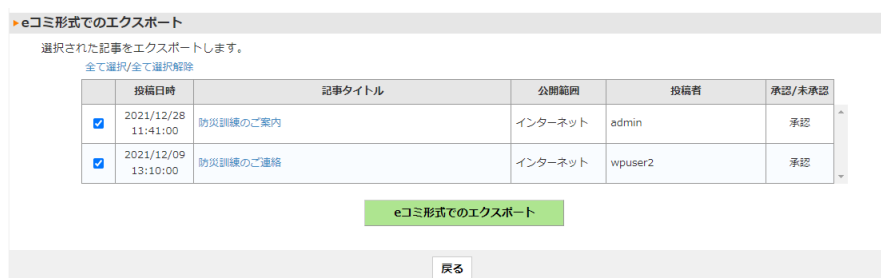 eコミ形式でのエクスポート
選択された記事をエクスポートします。
全て選択/全て選択解除
投稿日時 記事タイトル 公開範囲 投稿者 承認/未承認
2021/12/28
11:41:00 防災訓練のご案内 インターネット admin 承認
2021/12/09
13:10:00 防災訓練のご連絡 インターネット wpuser2 承認
eコミ形式でのエクスポート
戻る